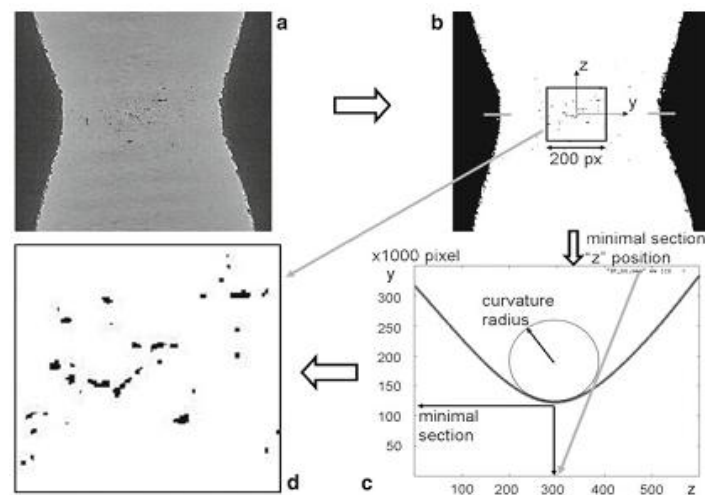 a
b
z
y
200 px
minimal section
"z" position
x1000 pixel
y
350
300
250
200
150
100
50
curvature
radius
minimal
section
100 200 300 400 500 z
d
c